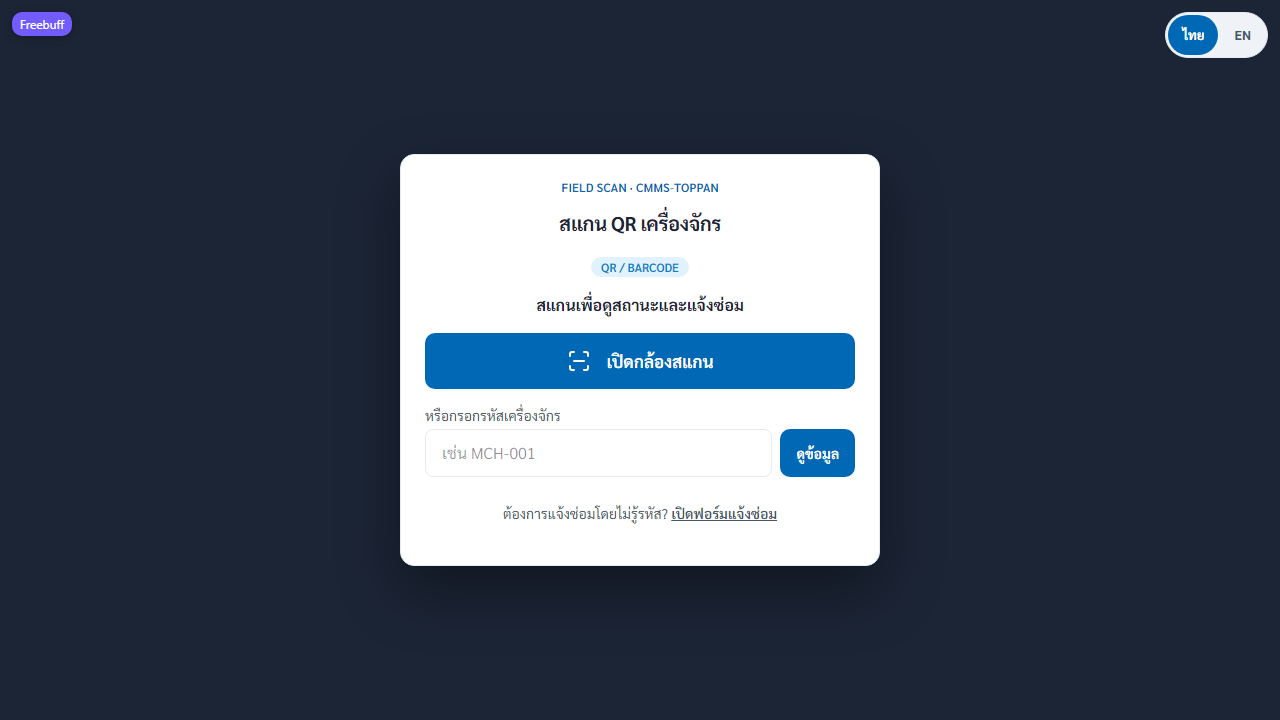 Freebuff
ไทย EN
FIELD SCAN · CMMS-TOPPAN
สแกน QR เครื่องจักร
QR / BARCODE
สแกนเพื่อดูสถานะและแจ้งซ่อม
เปิดกล้องสแกน
หรือกรอกรหัสเครื่องจักร
เช่น MCH-001
ดูข้อมูล
ต้องการแจ้งซ่อมโดยไม่รู้รหัส? เปิดฟอร์มแจ้งซ่อม